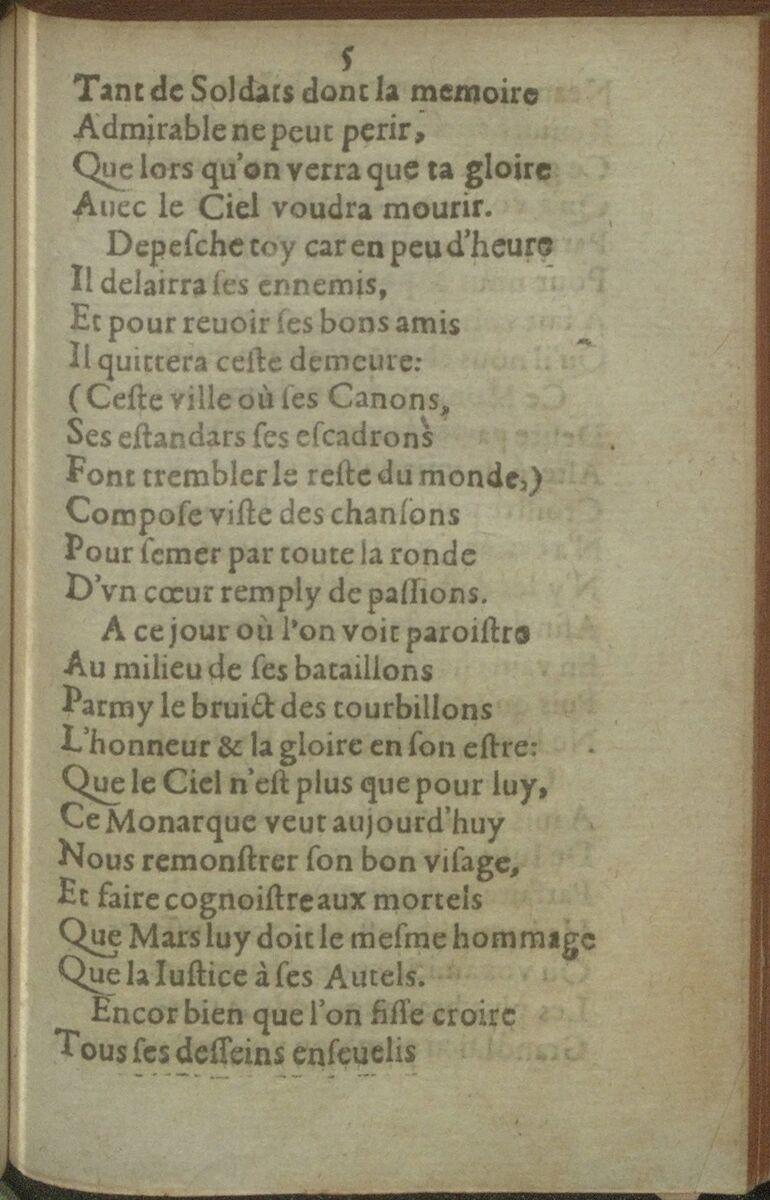 5
Tant de Soldats dont la memoire
Admirable ne peut perir,
Que lors qu'on verra que ta gloire
Auec le Ciel voudra mourir.
Depeſche toy car en peu d'heure
Il delairra ſes ennemis,
Et pour reuoir ſes bons amis
Il quittera ceſte demeure:
(Ceſte ville où ſes Canons,
Ses eſtandars ſes eſcadrons
Font trembler le reſte du monde,)
Compoſe viſte des chanſons
Pour ſemer par toute la ronde
D'vn cœur remply de paſſions.
A ce jour où l'on voit paroiſtre
Au milieu de ſes bataillons
Parmy le bruict des tourbillons
L'honneur & la gloire en ſon eſtre:
Que le Ciel n'eſt plus que pour luy,
Ce Monarque veut aujourd'huy
Nous remonſtrer ſon bon viſage,
Et faire cognoiſtre aux mortels
Que Mars luy doit le meſme hommage
Que la Iuſtice à ſes Autels.
Encor bien que l'on fiſſe croire
Tous ſes deſſeins enſeuelis